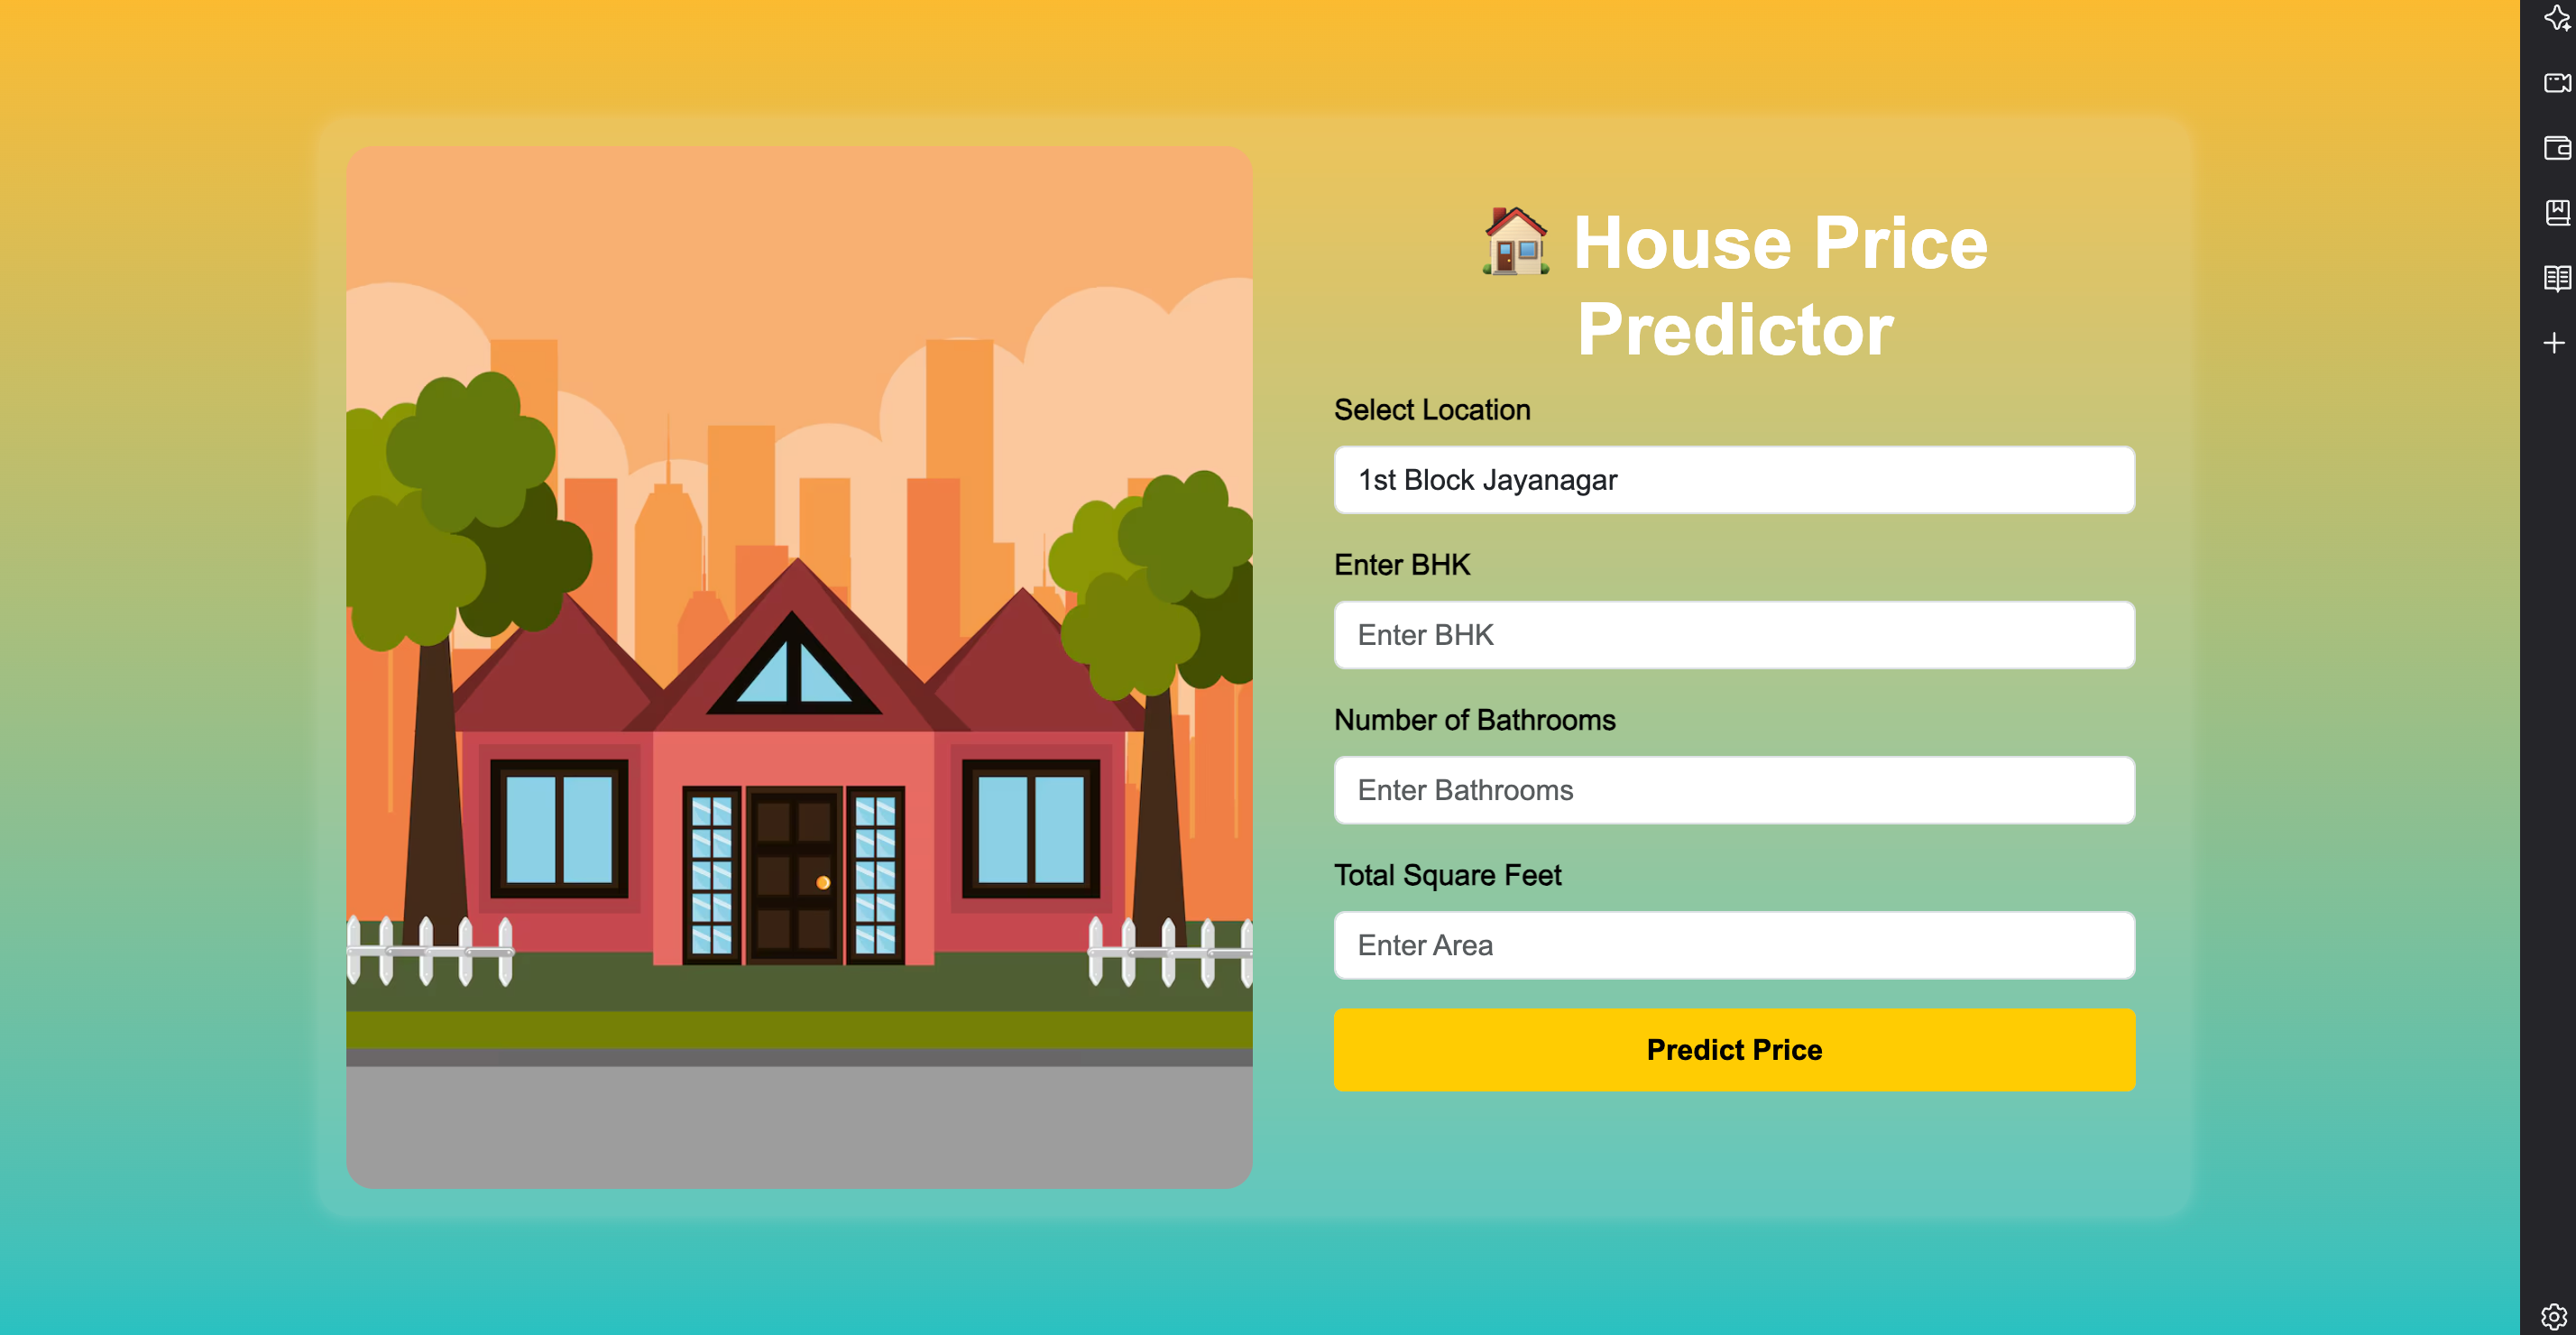 🏠 House Price
Predictor
Select Location
1st Block Jayanagar
Enter BHK
Enter BHK
Number of Bathrooms
Enter Bathrooms
Total Square Feet
Enter Area
Predict Price